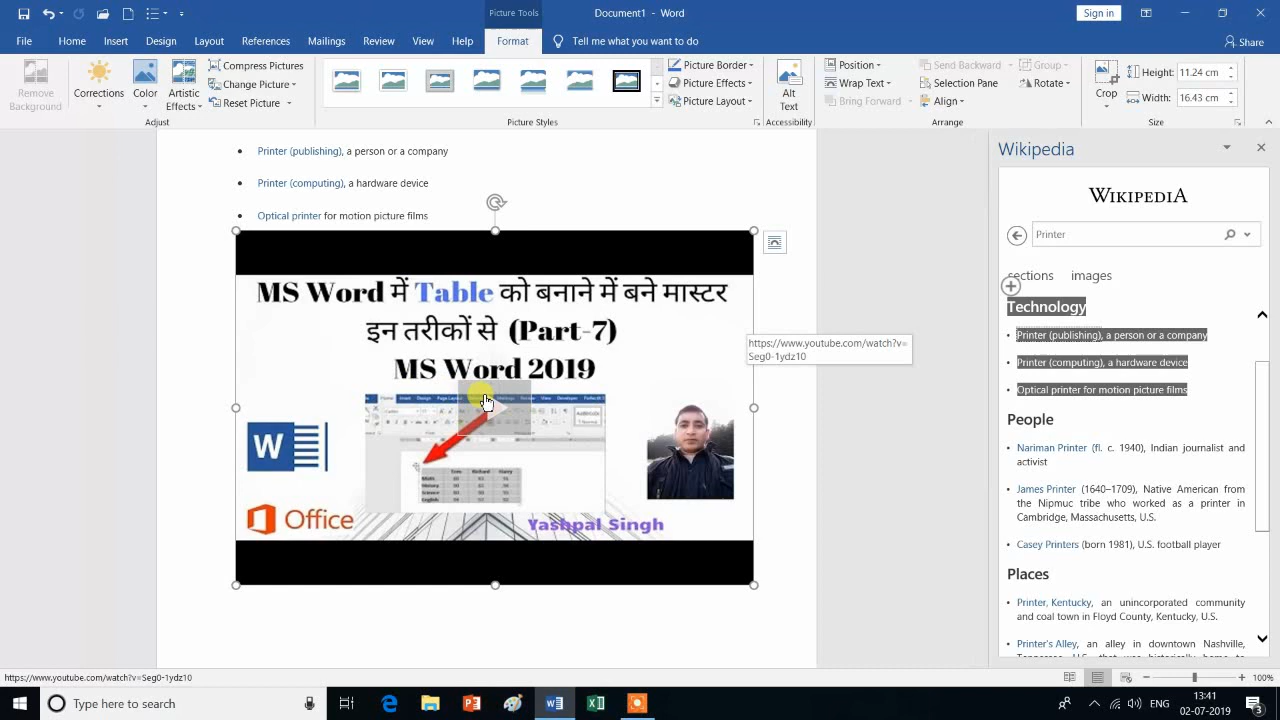 Picture Tools
Document1 - Word
Sign in
File Home Insert Design Layout References Mailings Review View Help Format Tell me what you want to do Share
Remove Background
Corrections
Color
Artistic Effects
Compress Pictures
Change Picture
Reset Picture
Adjust
Picture Border
Picture Effects
Picture Layout
Picture Styles
Alt Text
Accessibility
Position
Wrap Text
Bring Forward
Send Backward
Selection Pane
Align
Group
Rotate
Arrange
Crop
Height: 11.24 cm
Width: 16.43 cm
Size
Printer (publishing), a person or a company
Printer (computing), a hardware device
Optical printer for motion picture films
MS Word में Table को बनाने में बने मास्टर
इन तरीकों से (Part-7)
MS Word 2019
W
Office
Yashpal Singh
https://www.youtube.com/watch?v=
Seg0-1ydz10
Wikipedia
WIKIPEDIA
Printer
sections images
Technology
Printer (publishing), a person or a company
Printer (computing), a hardware device
Optical printer for motion picture films
People
Nariman Printer (fl. c. 1940), Indian journalist and
activist
James Printer (1640–1709), Native American from
the Nipmuc tribe who worked as a printer in
Cambridge, Massachusetts, U.S.
Casey Printers (born 1981), U.S. football player
Places
Printer, Kentucky, an unincorporated community
and coal town in Floyd County, Kentucky, U.S.
Printer's Alley, an alley in downtown Nashville,
https://www.youtube.com/watch?v=Seg0-1ydz10
100%
Type here to search
ENG
13:41
02-07-2019
3